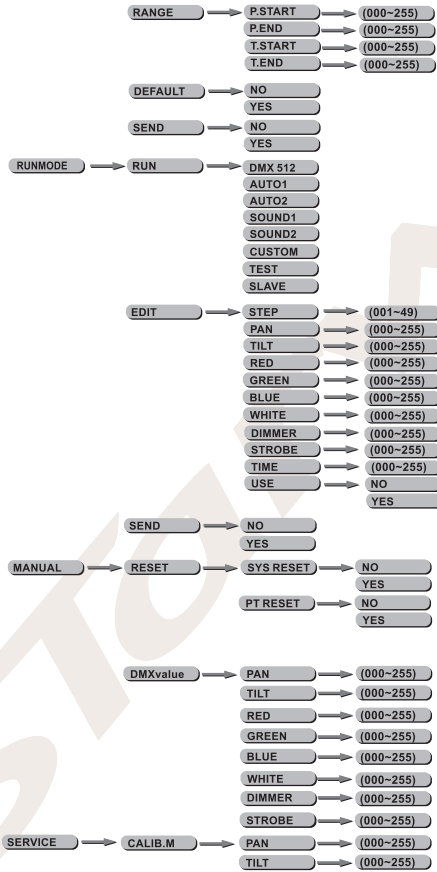 RANGE P.START (000~255)
P.END (000~255)
T.START (000~255)
T.END (000~255)
DEFAULT NO
YES
SEND NO
YES
RUNMODE RUN DMX 512
AUTO1
AUTO2
SOUND1
SOUND2
CUSTOM
TEST
SLAVE
EDIT STEP (001~49)
PAN (000~255)
TILT (000~255)
RED (000~255)
GREEN (000~255)
BLUE (000~255)
WHITE (000~255)
DIMMER (000~255)
STROBE (000~255)
TIME (000~255)
USE NO
YES
SEND NO
YES
MANUAL RESET SYS RESET NO
YES
PT RESET NO
YES
DMXvalue PAN (000~255)
TILT (000~255)
RED (000~255)
GREEN (000~255)
BLUE (000~255)
WHITE (000~255)
DIMMER (000~255)
STROBE (000~255)
SERVICE CALIB.M PAN (000~255)
TILT (000~255)